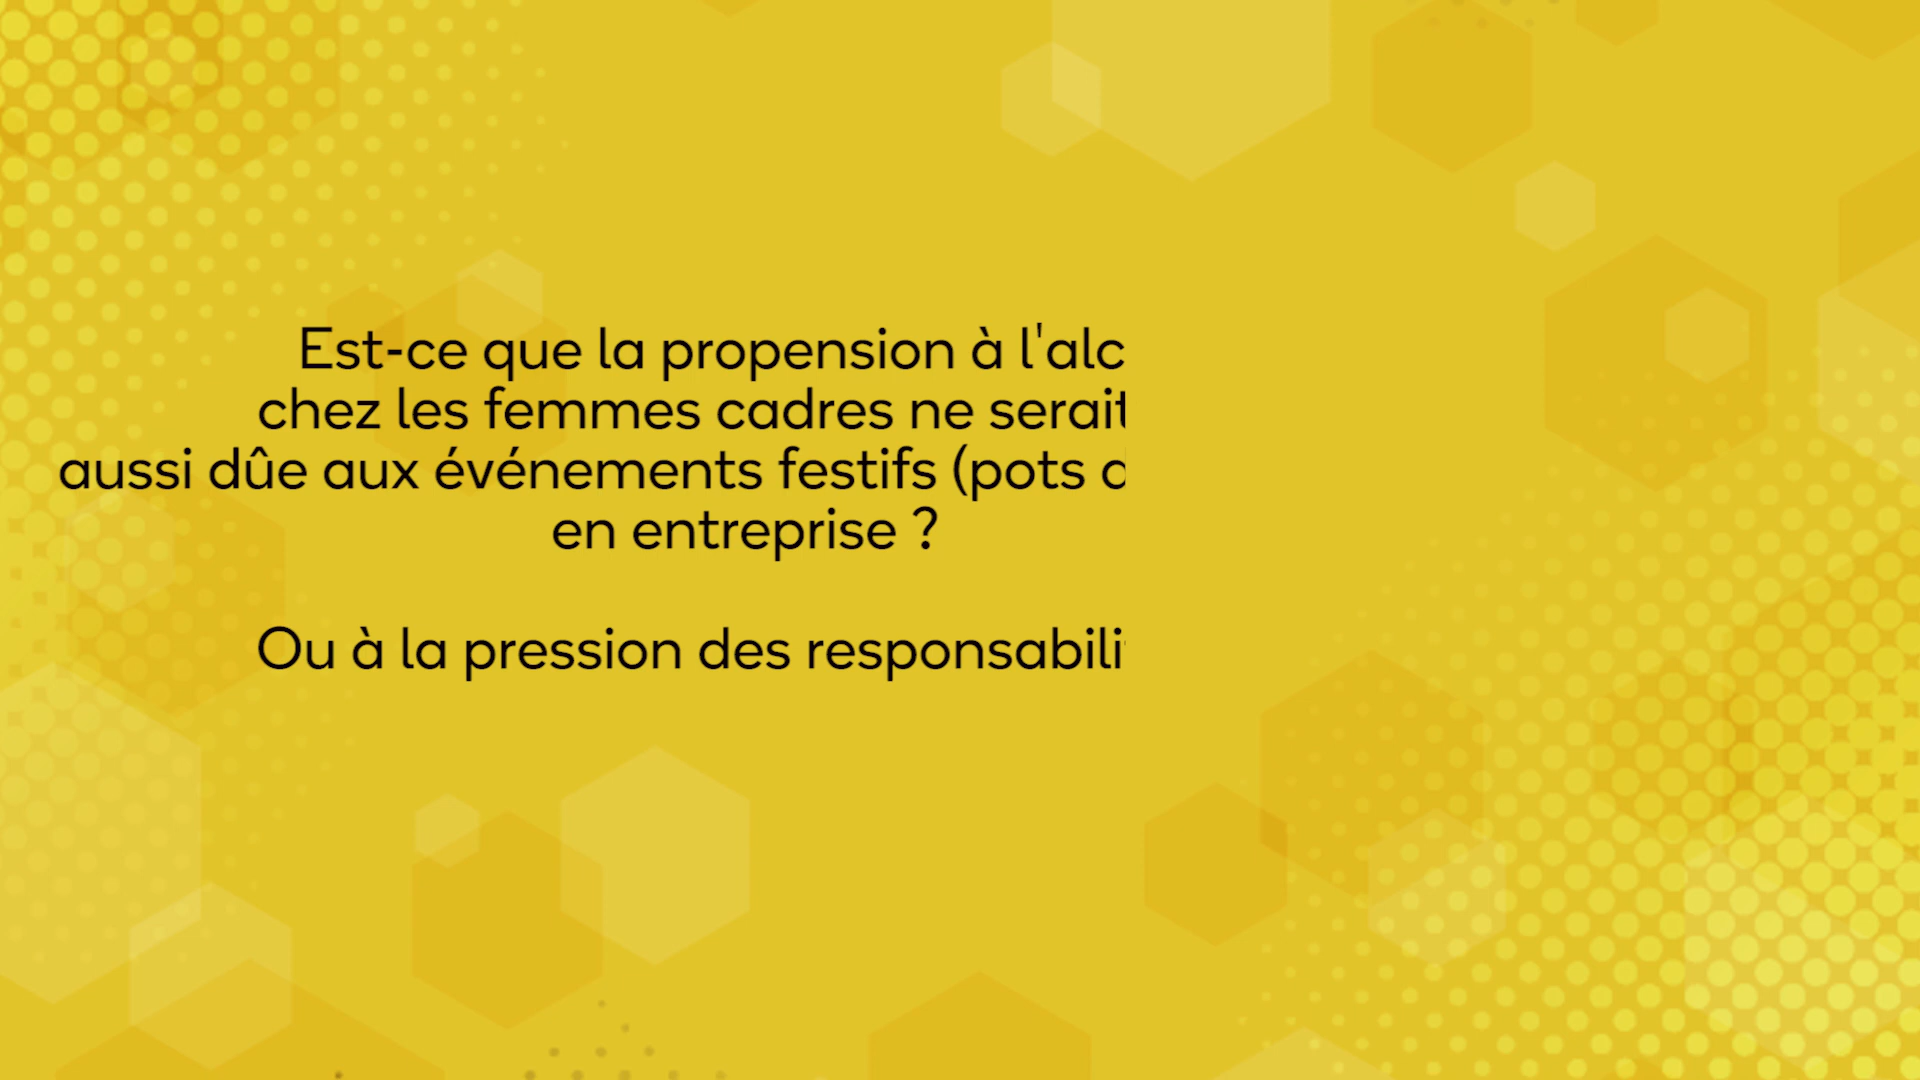 Est-ce que la propension à l'alc
chez les femmes cadres ne serait
aussi dûe aux événements festifs (pots
en entreprise ?
Ou à la pression des responsabili